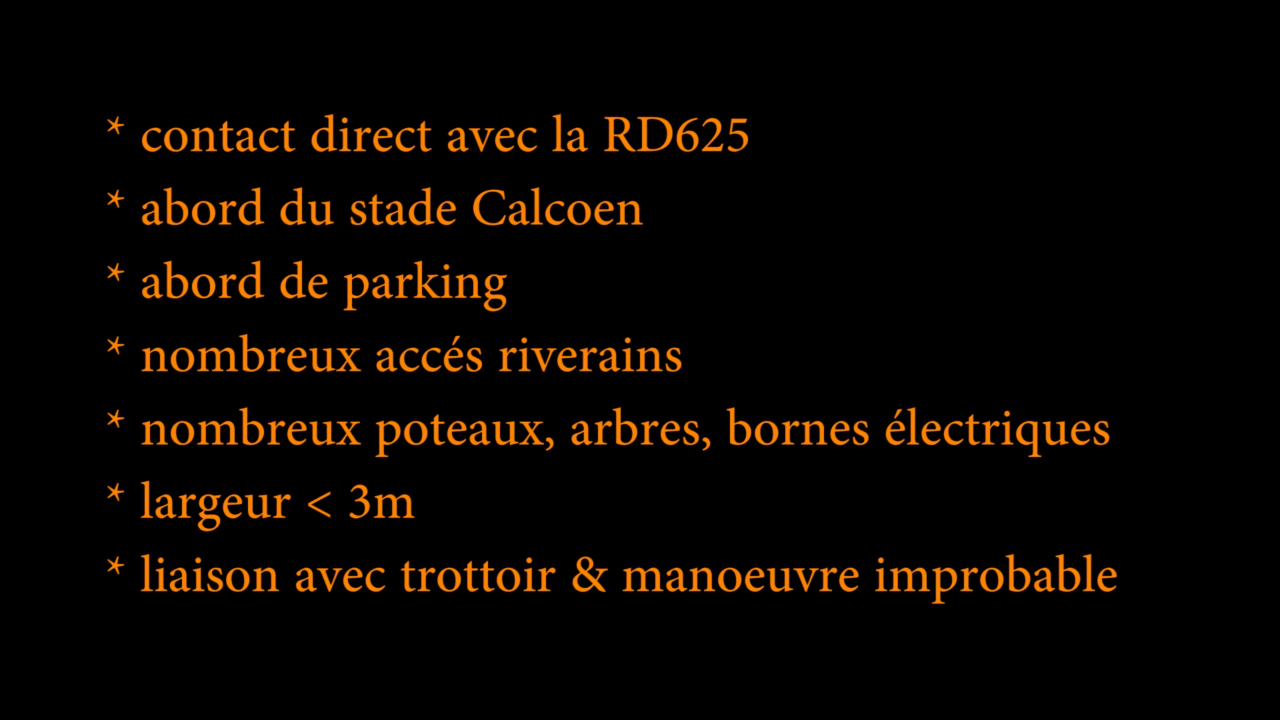 * contact direct avec la RD625
* abord du stade Calcoen
* abord de parking
* nombreux accés riverains
* nombreux poteaux, arbres, bornes électriques
* largeur < 3m
* liaison avec trottoir & manoeuvre improbable